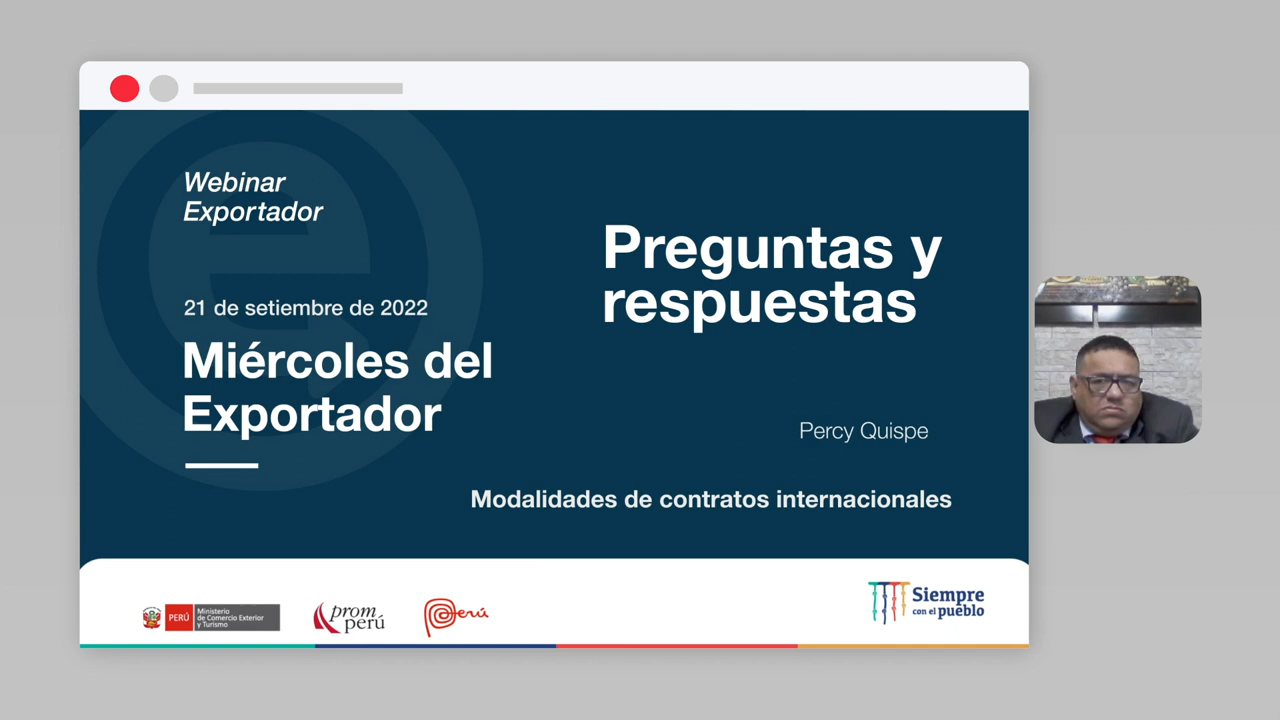 Webinar
Exportador
21 de setiembre de 2022
Miércoles del
Exportador
Preguntas y
respuestas
Percy Quispe
Modalidades de contratos internacionales
PERÚ
Ministerio
de Comercio Exterior
y Turismo
prom
perú
Perú
Siempre
con el pueblo